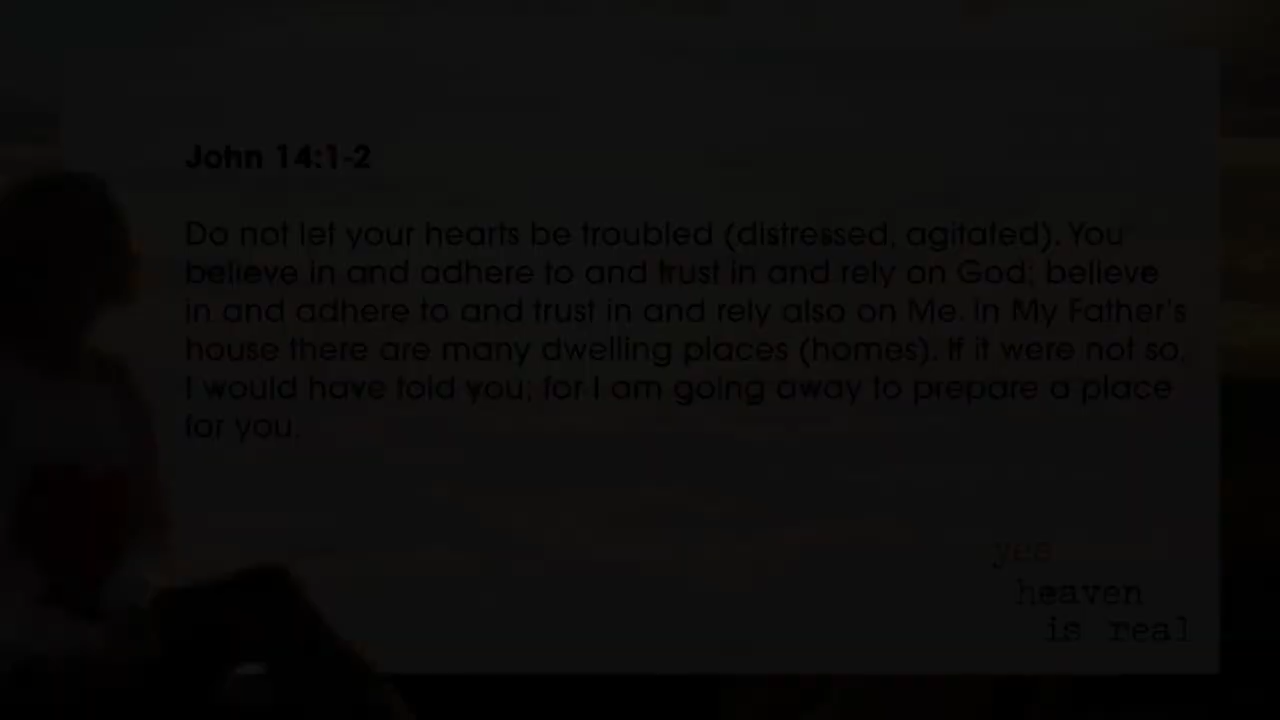 John 14:1-2
Do not let your hearts be troubled (distressed, agitated). You
believe in and adhere to and trust in and rely on God; believe
in and adhere to and trust in and rely also on Me. In My Father's
house there are many dwelling places (homes). If it were not so,
I would have told you; for I am going away to prepare a place
for you.
yes
heaven
is real